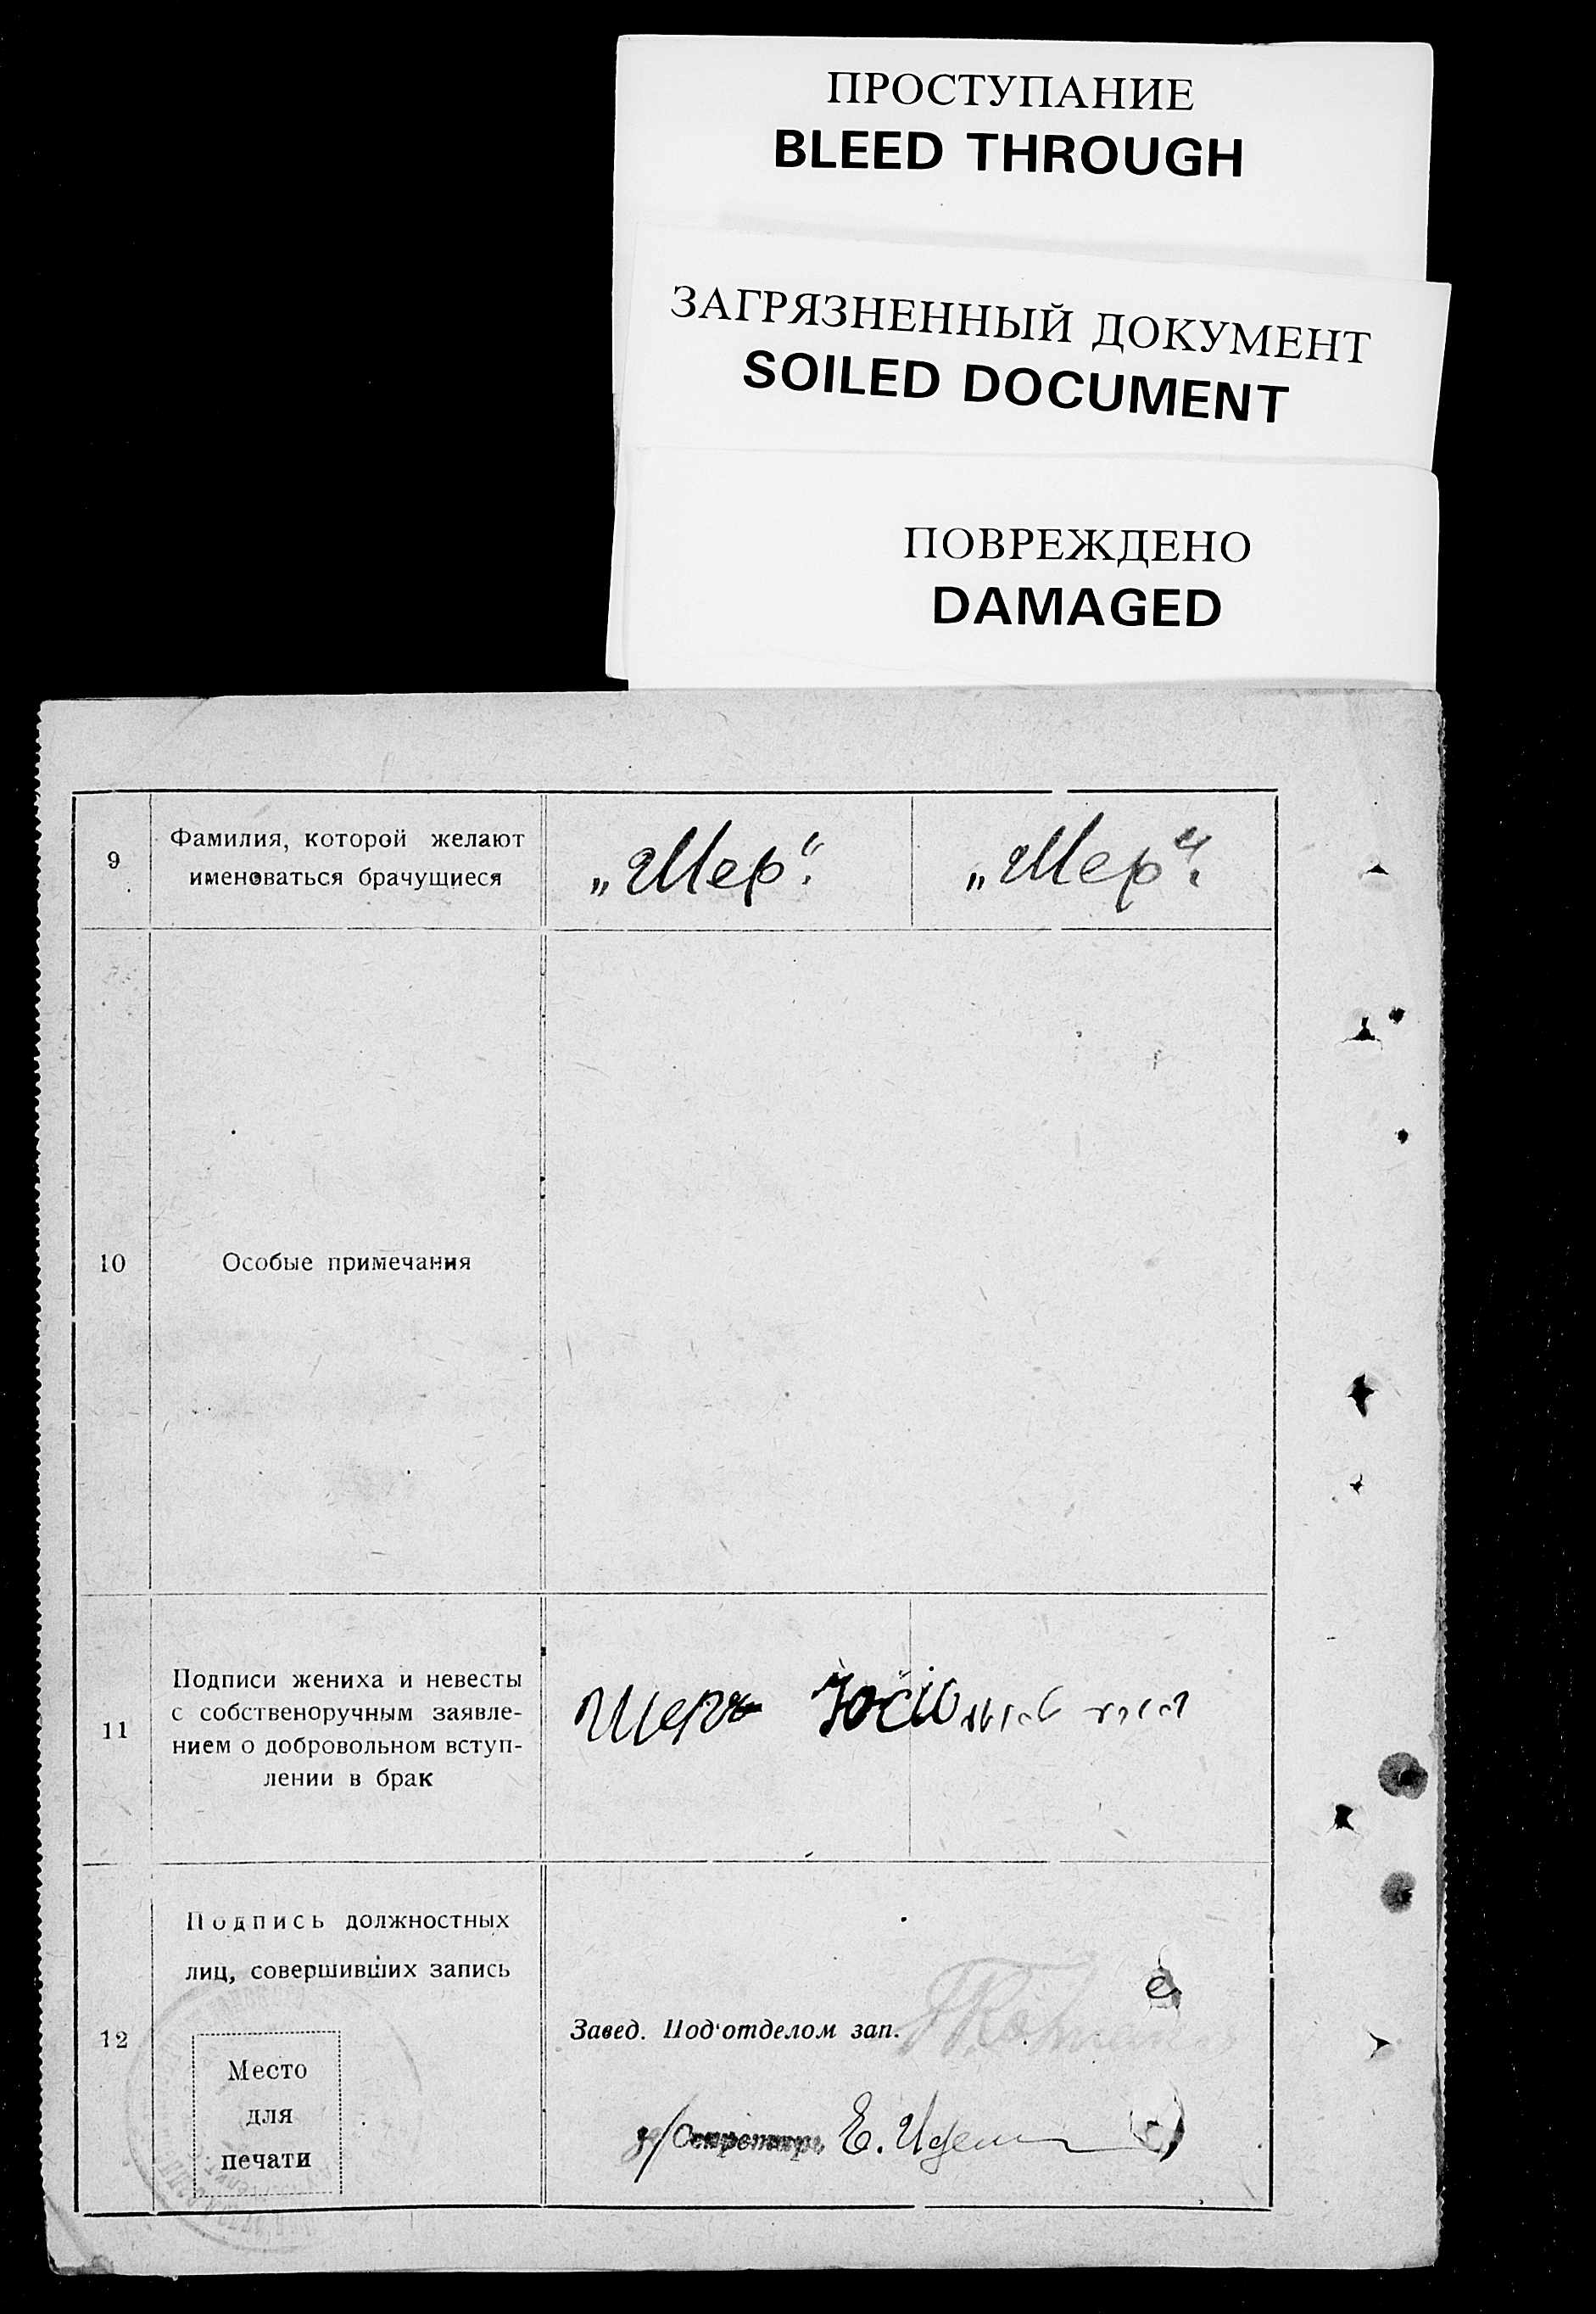 ПРОСТУПАНИЕ
BLEED THROUGH
ЗАГРЯЗНЕННЫЙ ДОКУМЕНТ
SOILED DOCUMENT
ПОВРЕЖДЕНО
DAMAGED
9
Фамилия, которой желают
именоваться брачущиеся
„Шер“.
„Шер“.
10
Особые примечания
11
Подписи жениха и невесты
с собственоручным заявле-
нием о добровольном вступ-
лении в брак
Шер
12
Подпись должностных
лиц, совершивших запись
Место
для
печати
Завед. Под'отделом зап.
з/Секретарь Е.